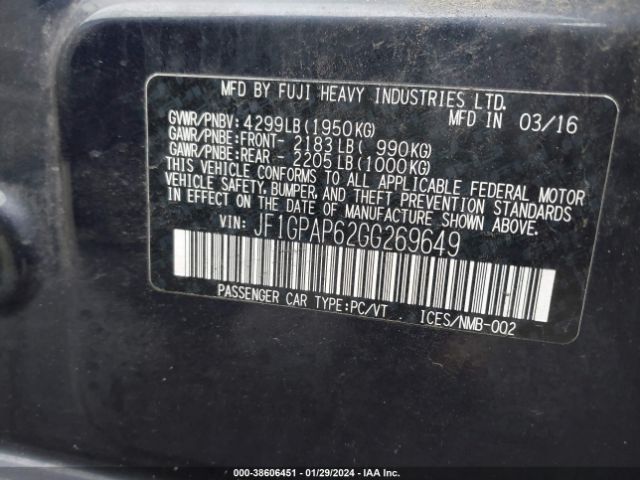 MFD BY FUJI HEAVY INDUSTRIES LTD.
MFD IN 03/16
GVWR/PNBV: 4299LB(1950KG)
GAWR/PNBE:FRONT- 2183LB( 990KG)
GAWR/PNBE:REAR - 2205LB(1000KG)
THIS VEHICLE CONFORMS TO ALL APPLICABLE FEDERAL MOTOR
VEHICLE SAFETY, BUMPER, AND THEFT PREVENTION STANDARDS
IN EFFECT ON THE DATE OF MANUFACTURE SHOWN ABOVE.
VIN: JF1GPAP62GG269649
PASSENGER CAR TYPE:PC/VT ICES/NMB-002
000-38606451 - 01/29/2024 - IAA Inc.